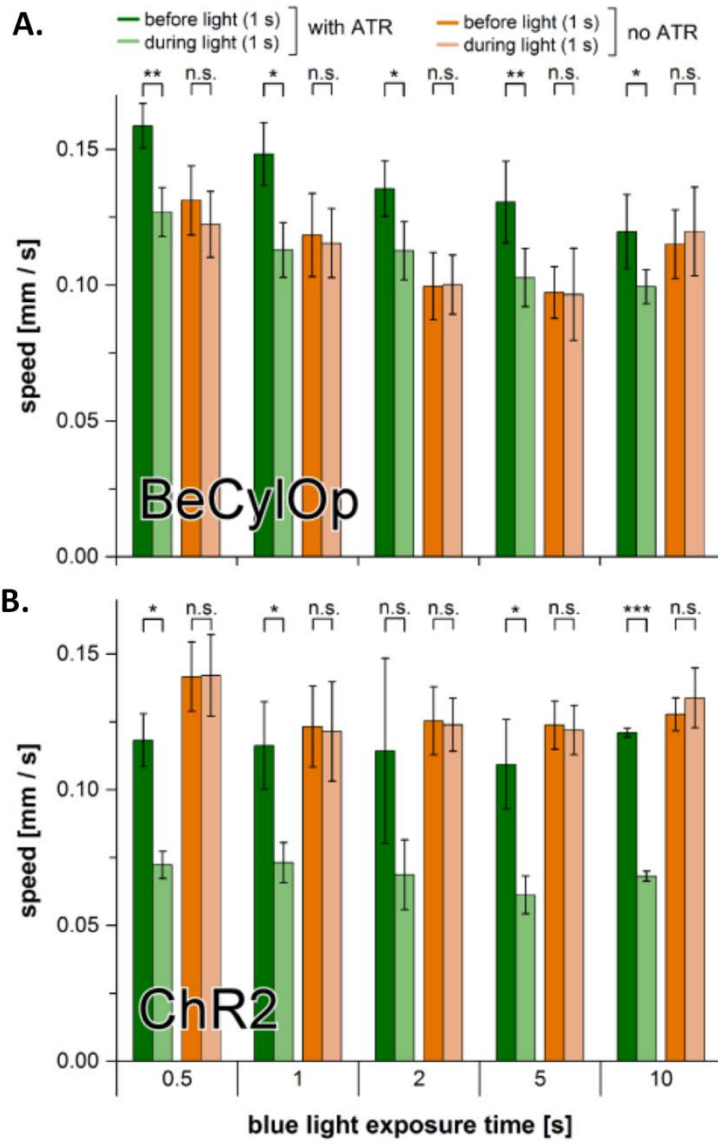 A.
before light (1 s)
during light (1 s)
with ATR
before light (1 s)
during light (1 s)
no ATR
** n.s. * n.s. * n.s. ** n.s. * n.s.
0.15
0.10
0.05
0.00
speed [mm / s]
BeCylOp
B.
* n.s. * n.s. n.s. n.s. * n.s. *** n.s.
0.15
0.10
0.05
0.00
speed [mm / s]
ChR2
0.5 1 2 5 10
blue light exposure time [s]